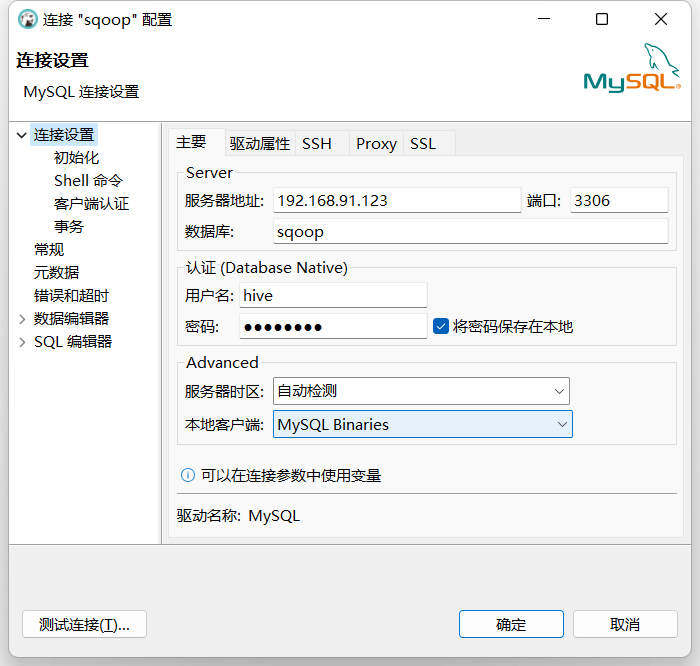 连接 "sqoop" 配置
连接设置
MySQL 连接设置
MySQL
连接设置
初始化
Shell 命令
客户端认证
事务
常规
元数据
错误和超时
数据编辑器
SQL 编辑器
主要 驱动属性 SSH Proxy SSL
Server
服务器地址: 192.168.91.123 端口: 3306
数据库: sqoop
认证 (Database Native)
用户名: hive
密码: ●●●●●●●● 将密码保存在本地
Advanced
服务器时区: 自动检测
本地客户端: MySQL Binaries
可以在连接参数中使用变量
驱动名称: MySQL
测试连接(T)... 确定 取消